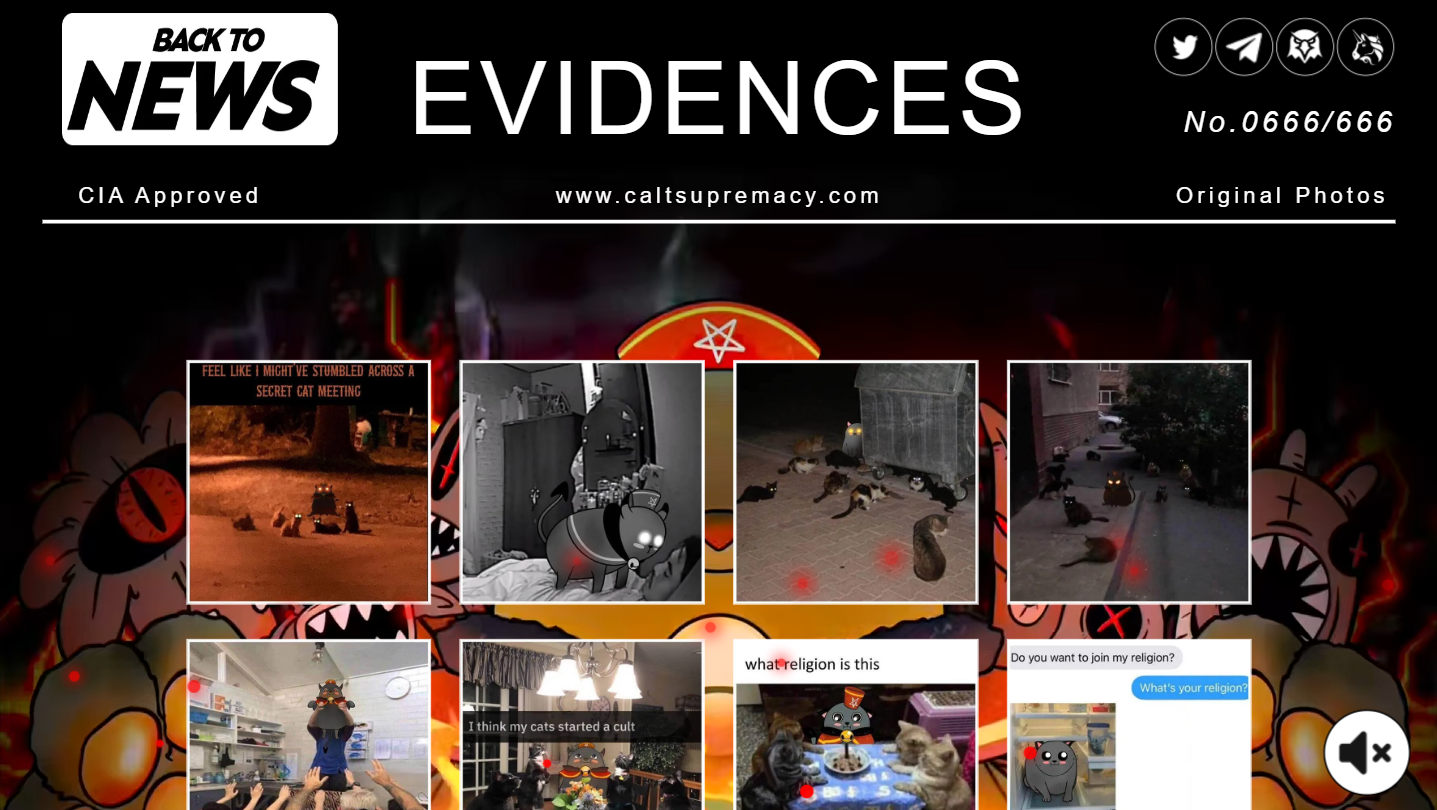 BACK TO
NEWS
EVIDENCES
No.0666/666
CIA Approved
www.caltsupremacy.com
Original Photos
FEEL LIKE I MIGHT'VE STUMBLED ACROSS A
SECRET CAT MEETING
I think my cats started a cult
what religion is this
Do you want to join my religion?
What's your religion?